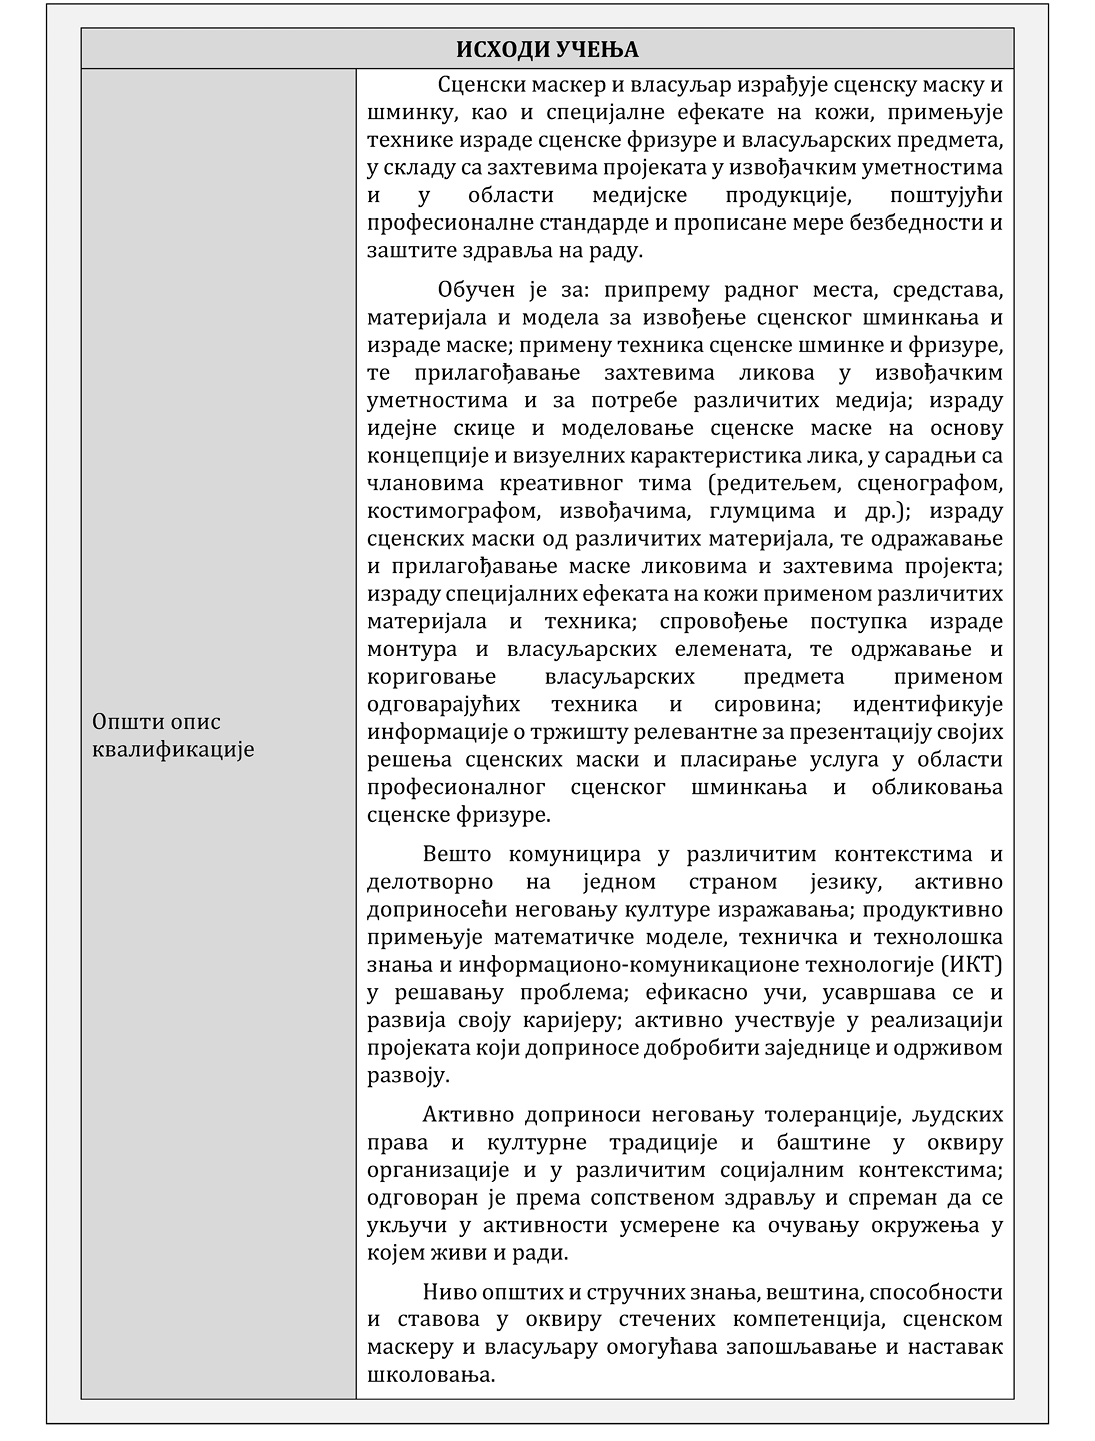 ИСХОДИ УЧЕЊА
Општи опис
квалификације
Сценски маскер и власуљар израђује сценску маску и
шминку, као и специјалне ефекате на кожи, примењује
технике израде сценске фризуре и власуљарских предмета,
у складу са захтевима пројеката у извођачким уметностима
и у области медијске продукције, поштујући
професионалне стандарде и прописане мере безбедности и
заштите здравља на раду.
Обучен је за: припрему радног места, средстава,
материјала и модела за извођење сценског шминкања и
израде маске; примену техника сценске шминке и фризуре,
те прилагођавање захтевима ликова у извођачким
уметностима и за потребе различитих медија; израду
идејне скице и моделовање сценске маске на основу
концепције и визуелних карактеристика лика, у сарадњи са
члановима креативног тима (редитељем, сценографом,
костимографом, извођачима, глумцима и др.); израду
сценских маски од различитих материјала, те одражавање
и прилагођавање маске ликовима и захтевима пројекта;
израду специјалних ефеката на кожи применом различитих
материјала и техника; спровођење поступка израде
монтура и власуљарских елемената, те одржавање и
кориговање власуљарских предмета применом
одговарајућих техника и сировина; идентификује
информације о тржишту релевантне за презентацију својих
решења сценских маски и пласирање услуга у области
професионалног сценског шминкања и обликовања
сценске фризуре.
Вешто комуницира у различитим контекстима и
делотворно на једном страном језику, активно
доприносећи неговању културе изражавања; продуктивно
примењује математичке моделе, техничка и технолошка
знања и информационо-комуникационе технологије (ИКТ)
у решавању проблема; ефикасно учи, усавршава се и
развија своју каријеру; активно учествује у реализацији
пројеката који доприносе добробити заједнице и одрживом
развоју.
Активно доприноси неговању толеранције, људских
права и културне традиције и баштине у оквиру
организације и у различитим социјалним контекстима;
одговоран је према сопственом здрављу и спреман да се
укључи у активности усмерене ка очувању окружења у
којем живи и ради.
Ниво општих и стручних знања, вештина, способности
и ставова у оквиру стечених компетенција, сценском
маскеру и власуљару омогућава запошљавање и наставак
школовања.